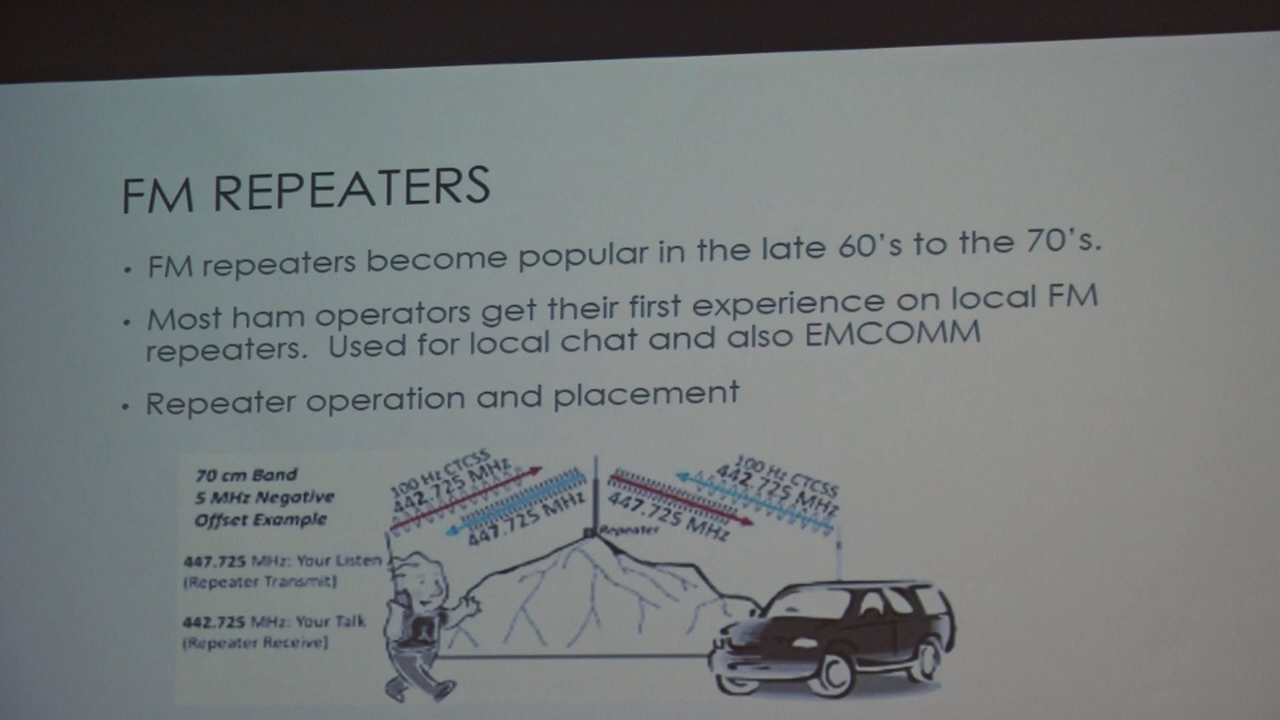 FM REPEATERS
• FM repeaters become popular in the late 60's to the 70's.
• Most ham operators get their first experience on local FM
repeaters. Used for local chat and also EMCOMM
• Repeater operation and placement
70 cm Band
5 MHz Negative
Offset Example
447.725 MHz: Your Listen
(Repeater Transmit)
442.725 MHz: Your Talk
(Repeater Receive)
100 Hz CTCSS
442.725 MHz
447.725 MHz
Repeater
447.725 MHz
100 Hz CTCSS
442.725 MHz